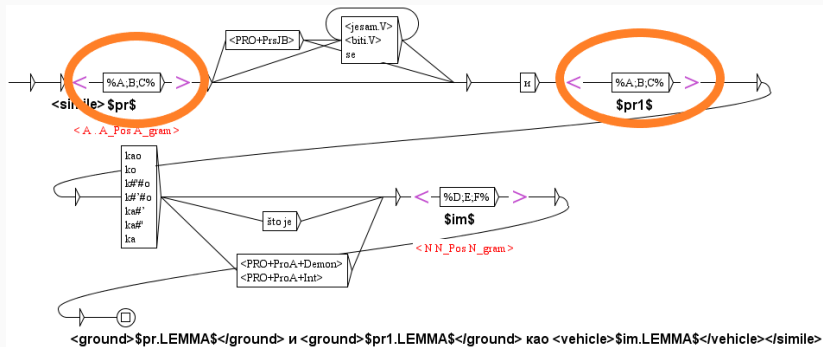 <jesam.V>
<biti.V>
se
<PRO+PrsJB>
< %A;B;C% >
и
< %A;B;C% >
<simile> $pr$
$pr1$
< A . A_Pos A_gram >
kao
ko
k#'#o
k#’#o
ka#’
ka#'
ka
< %D;E;F% >
što je
$im$
<PRO+ProA+Demon>
<PRO+ProA+Int>
< N N_Pos N_gram >
<ground>$pr.LEMMA$</ground> и <ground>$pr1.LEMMA$</ground> као <vehicle>$im.LEMMA$</vehicle></simile>